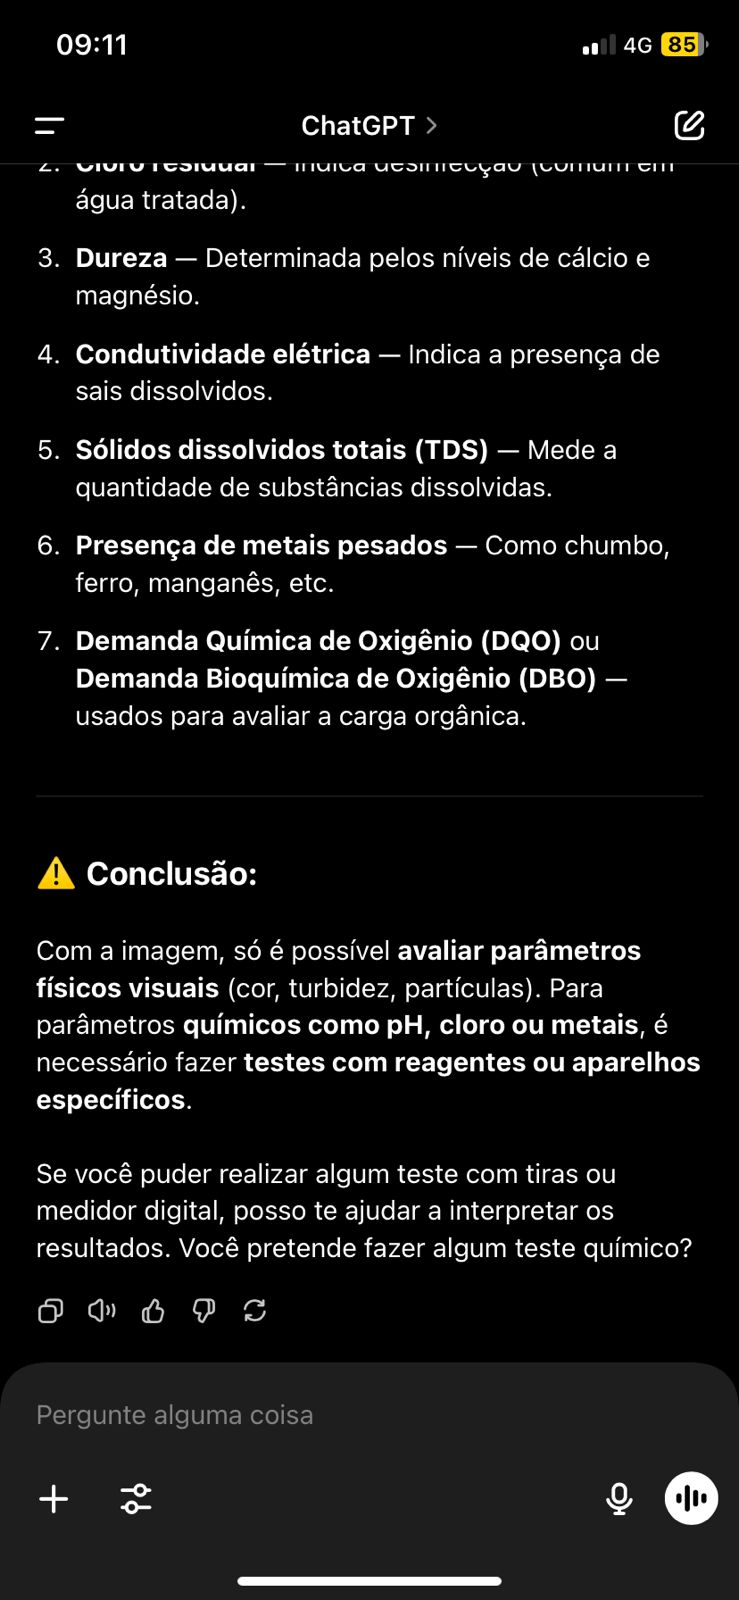 09:11
4G 85
ChatGPT
2. Cloro residual — Indica desinfecção (comum em
água tratada).
3. Dureza — Determinada pelos níveis de cálcio e
magnésio.
4. Condutividade elétrica — Indica a presença de
sais dissolvidos.
5. Sólidos dissolvidos totais (TDS) — Mede a
quantidade de substâncias dissolvidas.
6. Presença de metais pesados — Como chumbo,
ferro, manganês, etc.
7. Demanda Química de Oxigênio (DQO) ou
Demanda Bioquímica de Oxigênio (DBO) —
usados para avaliar a carga orgânica.
⚠️ Conclusão:
Com a imagem, só é possível avaliar parâmetros
físicos visuais (cor, turbidez, partículas). Para
parâmetros químicos como pH, cloro ou metais, é
necessário fazer testes com reagentes ou aparelhos
específicos.
Se você puder realizar algum teste com tiras ou
medidor digital, posso te ajudar a interpretar os
resultados. Você pretende fazer algum teste químico?
Pergunte alguma coisa